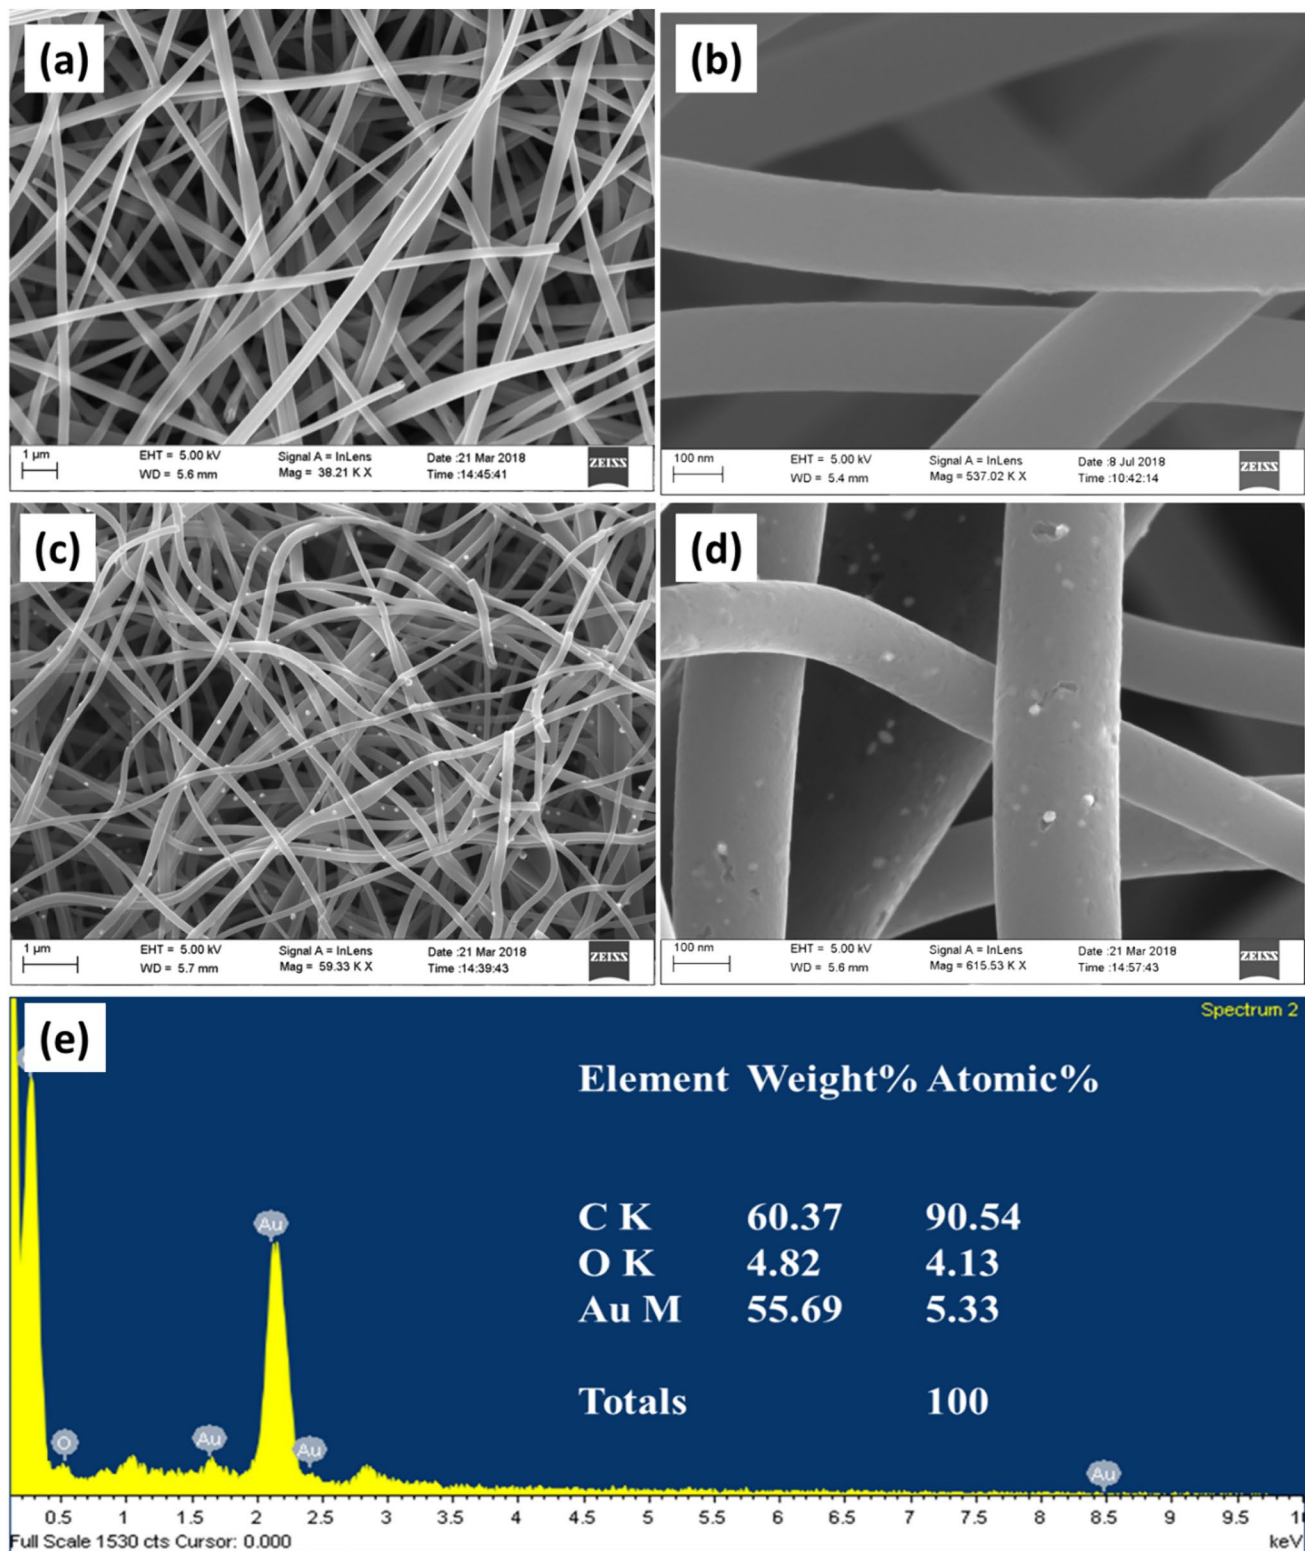 (a)
(b)
1 µm
EHT = 5.00 kV
Signal A = InLens
Date :21 Mar 2018
WD = 5.6 mm
Mag = 38.21 K X
Time :14:45:41
ZEISS
100 nm
EHT = 5.00 kV
Signal A = InLens
Date :8 Jul 2018
WD = 5.4 mm
Mag = 537.02 K X
Time :10:42:14
ZEISS
(c)
(d)
1 µm
EHT = 5.00 kV
Signal A = InLens
Date :21 Mar 2018
WD = 5.7 mm
Mag = 59.33 K X
Time :14:39:43
ZEISS
100 nm
EHT = 5.00 kV
Signal A = InLens
Date :21 Mar 2018
WD = 5.6 mm
Mag = 615.53 K X
Time :14:57:43
ZEISS
(e)
Spectrum 2
Element Weight% Atomic%
C K 60.37 90.54
O K 4.82 4.13
Au M 55.69 5.33
Totals 100
Au
O
Au
Au
Au
0.5 1 1.5 2 2.5 3 3.5 4 4.5 5 5.5 6 6.5 7 7.5 8 8.5 9 9.5
Full Scale 1530 cts Cursor: 0.000
keV